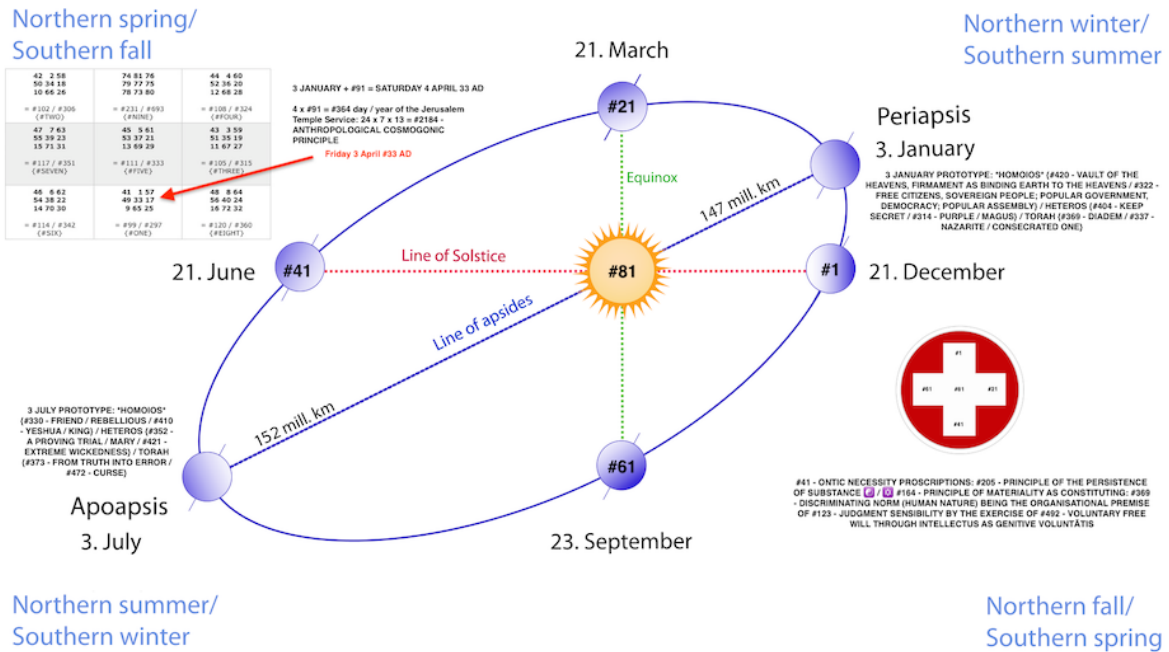 Northern spring/
Southern fall
Northern winter/
Southern summer
42 2 58
50 34 18
10 66 26
= #102 / #306
{#TWO}
74 81 76
79 77 75
78 73 80
= #231 / #693
{#NINE}
44 4 60
52 36 20
12 68 28
= #108 / #324
{#FOUR}
47 7 63
55 39 23
15 71 31
= #117 / #351
{#SEVEN}
45 5 61
53 37 21
13 69 29
= #111 / #333
{#FIVE}
43 3 59
51 35 19
11 67 27
= #105 / #315
{#THREE}
46 6 62
54 38 22
14 70 30
= #114 / #342
{#SIX}
41 1 57
49 33 17
9 65 25
= #99 / #297
{#ONE}
48 8 64
56 40 24
16 72 32
= #120 / #360
{#EIGHT}
3 JANUARY + #91 = SATURDAY 4 APRIL 33 AD
4 x #91 = #364 day / year of the Jerusalem
Temple Service: 24 x 7 x 13 = #2184 -
ANTHROPOLOGICAL COSMOGONIC
PRINCIPLE
Friday 3 April #33 AD
21. March
#21
Equinox
Periapsis
3. January
3 JANUARY PROTOTYPE: *HOMOIOS* {#420 - VAULT OF THE
HEAVENS, FIRMAMENT AS BINDING EARTH TO THE HEAVENS / #322 -
FREE CITIZENS, SOVEREIGN PEOPLE; POPULAR GOVERNMENT,
DEMOCRACY; POPULAR ASSEMBLY} / HETEROS {#404 - KEEP
SECRET / #314 - PURPLE / MAGUS} / TORAH {#369 - DIADEM / #337 -
NAZARITE / CONSECRATED ONE}
147 mill. km
21. June
#41
Line of Solstice
#81
#1
21. December
Line of apsides
152 mill. km
3 JULY PROTOTYPE: *HOMOIOS*
{#330 - FRIEND / REBELLIOUS / #410
- YESHUA / KING} / HETEROS {#352 -
A PROVING TRIAL / MARY / #421 -
EXTREME WICKEDNESS} / TORAH
{#373 - FROM TRUTH INTO ERROR /
#472 - CURSE}
Apoapsis
3. July
#61
23. September
#1
#61 #81 #21
#41
#41 - ONTIC NECESSITY PROSCRIPTIONS: #205 - PRINCIPLE OF THE PERSISTENCE
OF SUBSTANCE / #164 - PRINCIPLE OF MATERIALITY AS CONSTITUTING: #369
- DISCRIMINATING NORM {HUMAN NATURE} BEING THE ORGANISATIONAL PREMISE
OF #123 - JUDGMENT SENSIBILITY BY THE EXERCISE OF #492 - VOLUNTARY FREE
WILL THROUGH INTELLECTUS AS GENITIVE VOLUNTĀTIS
Northern summer/
Southern winter
Northern fall/
Southern spring